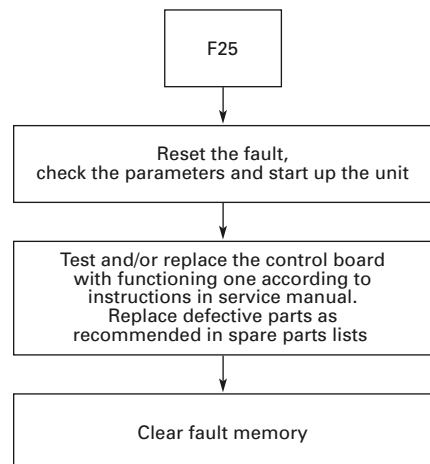 F25
Reset the fault,
check the parameters and start up the unit
Test and/or replace the control board
with functioning one according to
instructions in service manual.
Replace defective parts as
recommended in spare parts lists
Clear fault memory